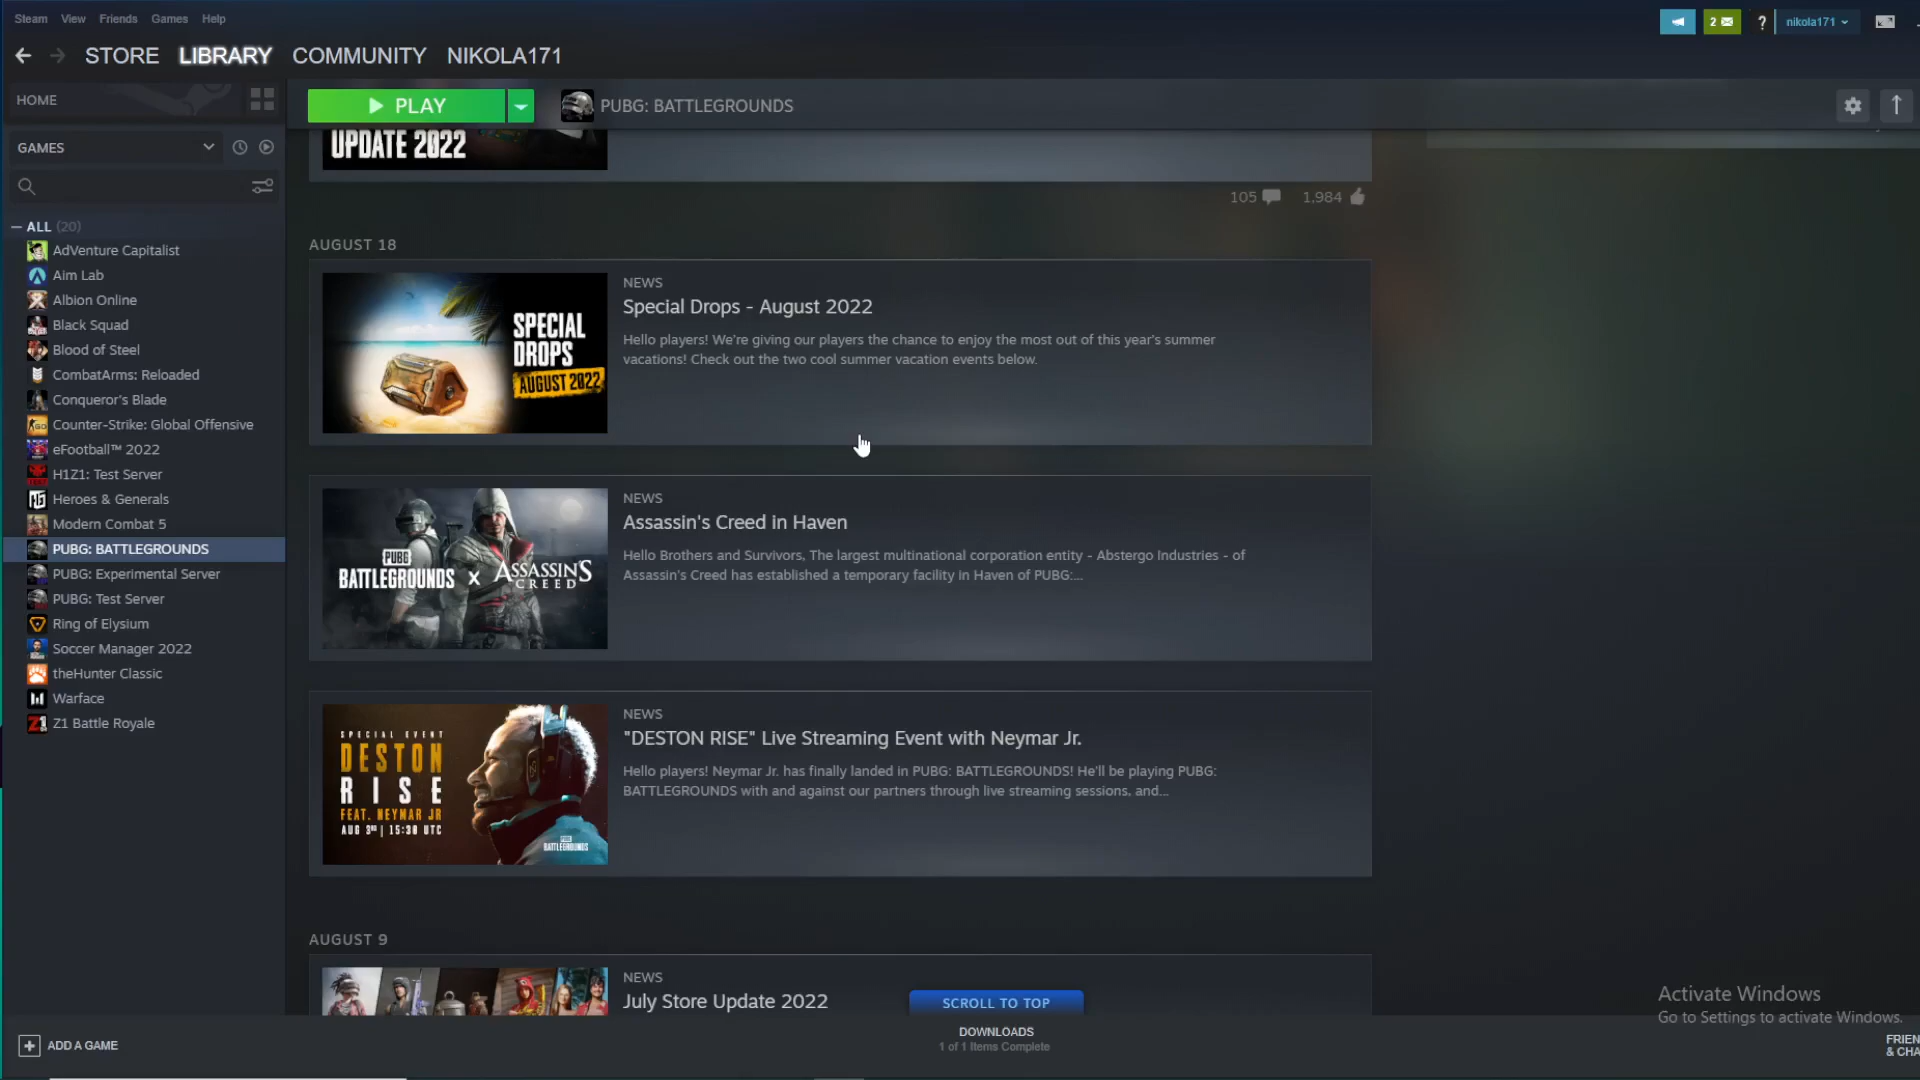 Steam View Friends Games Help
2 ? nikola171
STORE LIBRARY COMMUNITY NIKOLA171
HOME
PLAY PUBG: BATTLEGROUNDS
GAMES
UPDATE 2022
105 1,984
ALL (20)
AdVenture Capitalist
Aim Lab
Albion Online
Black Squad
Blood of Steel
CombatArms: Reloaded
Conqueror's Blade
Counter-Strike: Global Offensive
eFootball™ 2022
H1Z1: Test Server
Heroes & Generals
Modern Combat 5
PUBG: BATTLEGROUNDS
PUBG: Experimental Server
PUBG: Test Server
Ring of Elysium
Soccer Manager 2022
theHunter Classic
Warface
Z1 Battle Royale
AUGUST 18
SPECIAL
DROPS
AUGUST 2022
NEWS
Special Drops - August 2022
Hello players! We're giving our players the chance to enjoy the most out of this year's summer
vacations! Check out the two cool summer vacation events below.
PUBG
BATTLEGROUNDS X ASSASSIN'S
CREED
NEWS
Assassin's Creed in Haven
Hello Brothers and Survivors, The largest multinational corporation entity - Abstergo Industries - of
Assassin's Creed has established a temporary facility in Haven of PUBG:...
SPECIAL EVENT
DESTON
RISE
FEAT. NEYMAR JR
AUG 3RD | 15:30 UTC
PUBG
BATTLEGROUNDS
NEWS
"DESTON RISE" Live Streaming Event with Neymar Jr.
Hello players! Neymar Jr. has finally landed in PUBG: BATTLEGROUNDS! He'll be playing PUBG:
BATTLEGROUNDS with and against our partners through live streaming sessions, and...
AUGUST 9
NEWS
July Store Update 2022
SCROLL TO TOP
Activate Windows
Go to Settings to activate Windows.
ADD A GAME
DOWNLOADS
1 of 1 Items Complete
FRIEN
& CHA